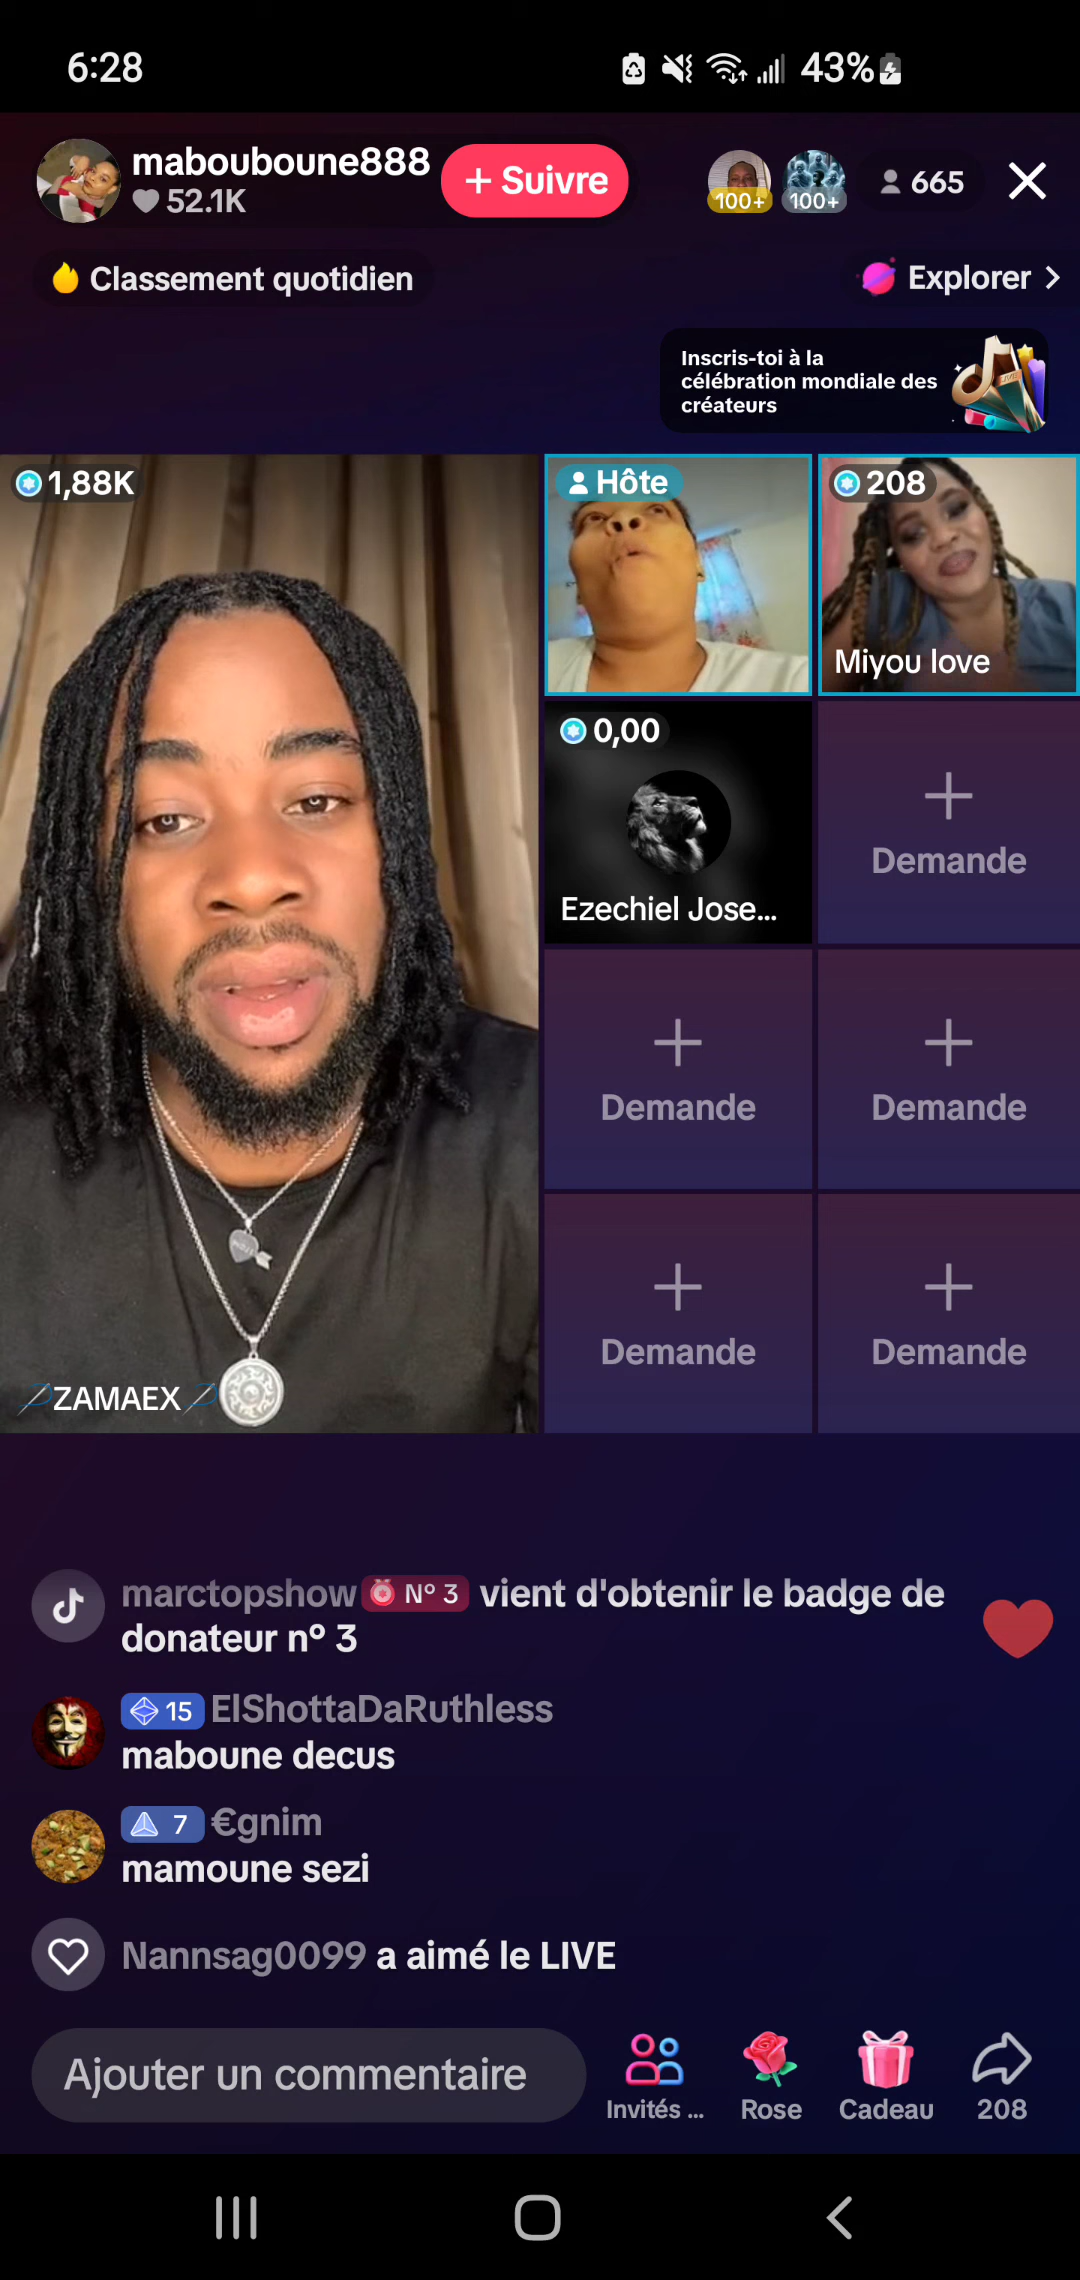 6:28
43%
mabouboune888
52.1K
+ Suivre
100+
100+
665
Classement quotidien
Explorer
Inscris-toi à la
célébration mondiale des
créateurs
1,88K
Hôte
208
Miyou love
0,00
Ezechiel Jose...
Demande
Demande
Demande
Demande
Demande
ZAMAEX
marctopshow Nº 3 vient d'obtenir le badge de
donateur nº 3
15 ElShottaDaRuthless
maboune decus
7 €gnim
mamoune sezi
Nannsag0099 a aimé le LIVE
Ajouter un commentaire
Invités ...
Rose
Cadeau
208